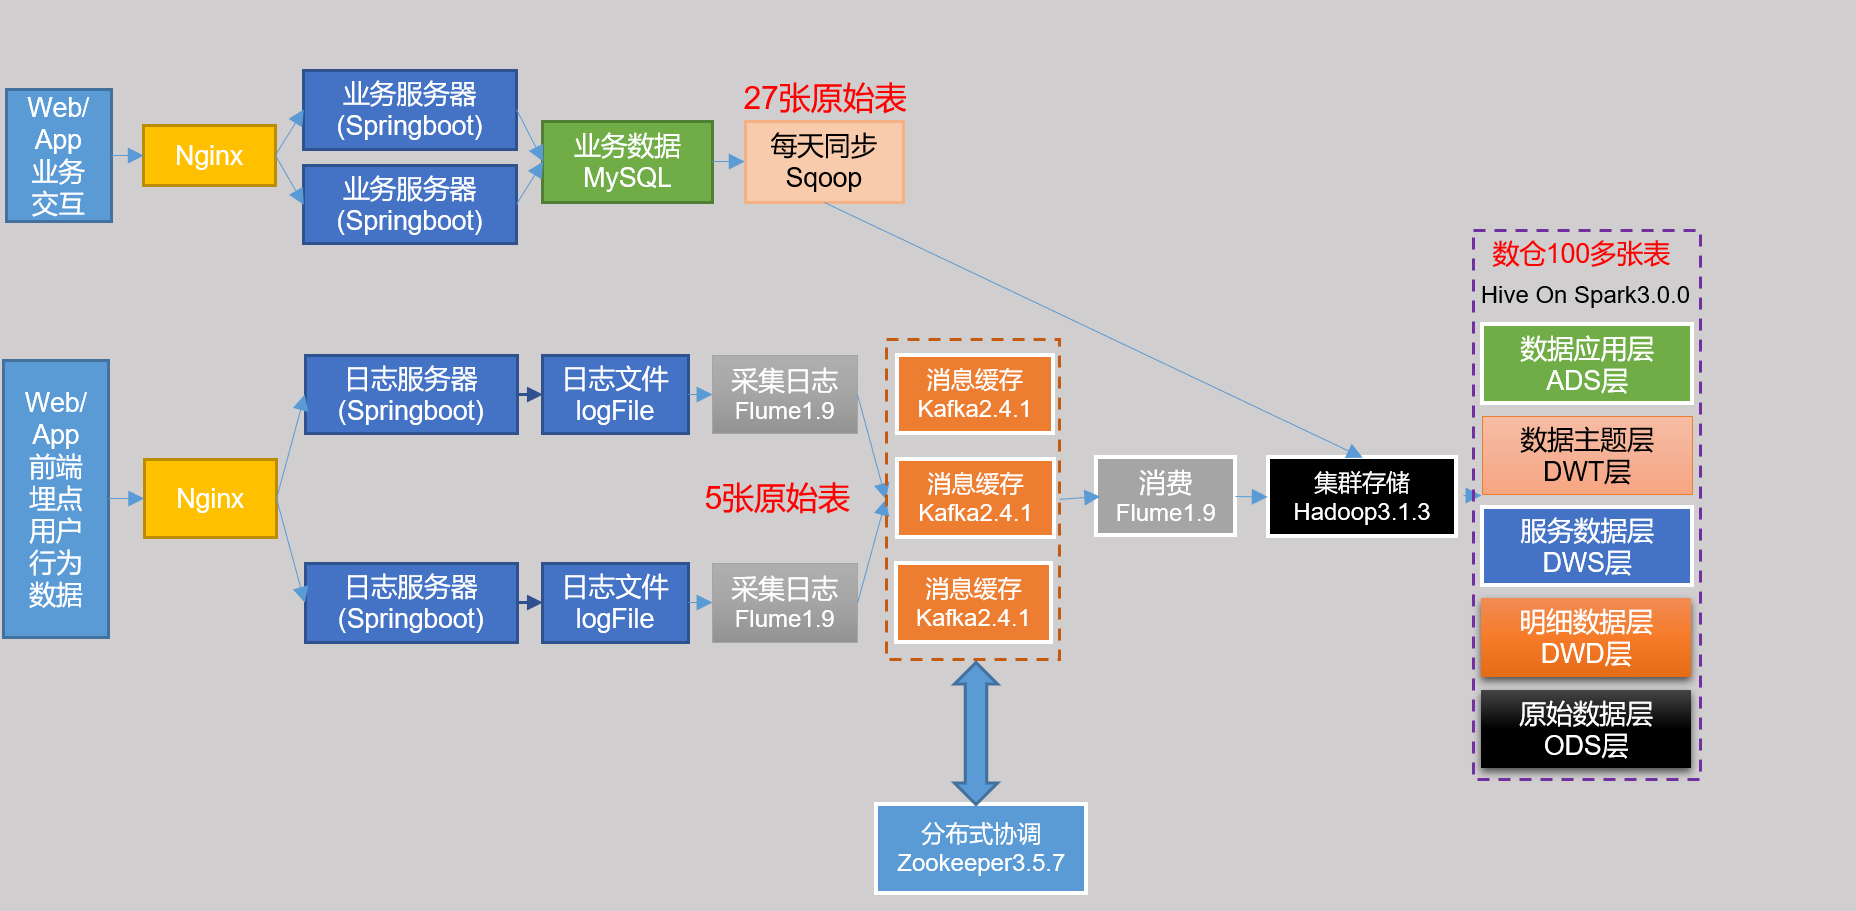 Web/
App
业务
交互
Nginx
业务服务器
(Springboot)
业务服务器
(Springboot)
业务数据
MySQL
27张原始表
每天同步
Sqoop
Web/
App
前端
埋点
用户
行为
数据
Nginx
日志服务器
(Springboot)
日志文件
logFile
采集日志
Flume1.9
日志服务器
(Springboot)
日志文件
logFile
采集日志
Flume1.9
5张原始表
消息缓存
Kafka2.4.1
消息缓存
Kafka2.4.1
消息缓存
Kafka2.4.1
分布式协调
Zookeeper3.5.7
消费
Flume1.9
集群存储
Hadoop3.1.3
数仓100多张表
Hive On Spark3.0.0
数据应用层
ADS层
数据主题层
DWT层
服务数据层
DWS层
明细数据层
DWD层
原始数据层
ODS层